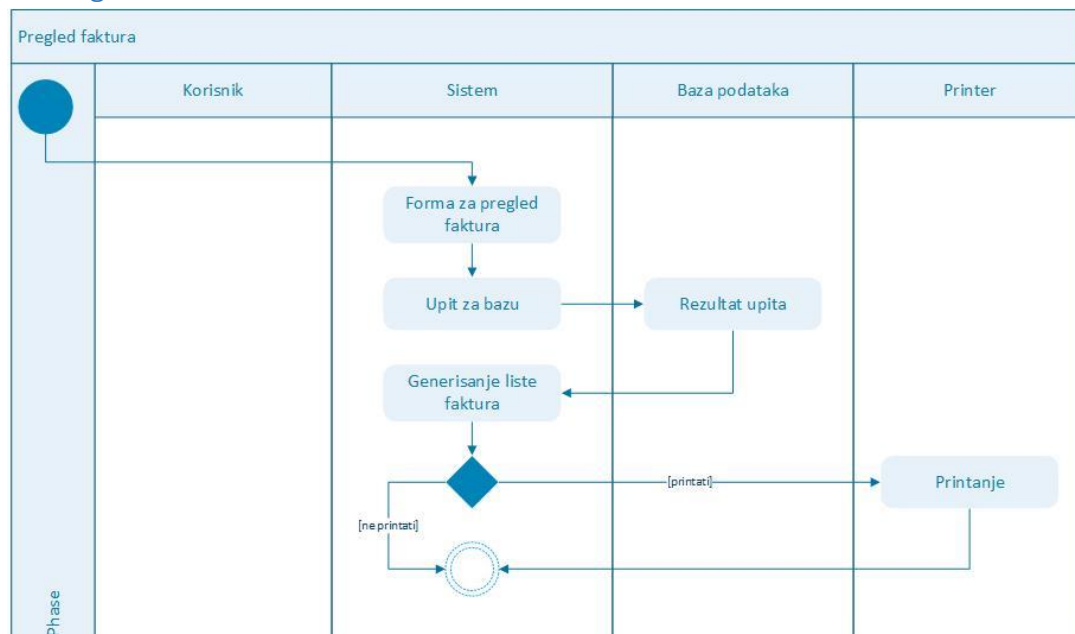 Pregled faktura
Korisnik
Sistem
Baza podataka
Printer
Forma za pregled
faktura
Upit za bazu
Rezultat upita
Generisanje liste
faktura
[printati]
Printanje
[ne printati]
Phase